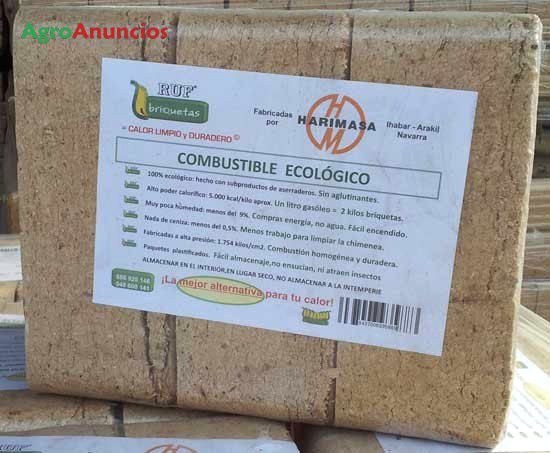 AgroAnuncios
RUF
briquetas
= CALOR LIMPIO y DURADERO ©
Fabricadas por
HARIMASA
H
M
Ihabar - Arakil
Navarra
COMBUSTIBLE ECOLÓGICO
100% ecológico: hecho con subproductos de aserraderos. Sin aglutinantes.
Alto poder calorífico: 5.000 kcal/kilo aprox. Un litro gasóleo = 2 kilos briquetas.
Muy poca humedad: menos del 9%. Compras energía, no agua. Fácil encendido.
Nada de ceniza: menos del 0,5%. Menos trabajo para limpiar la chimenea.
Fabricadas a alta presión: 1.754 kilos/cm2. Combustión homogénea y duradera.
Paquetes plastificados. Fácil almacenaje,no ensucian, ni atraen insectos
ALMACENAR EN EL INTERIOR,EN LUGAR SECO, NO ALMACENAR A LA INTEMPERIE
¡La mejor alternativa para tu calor!
948 600 141
RUF
HARIMASA